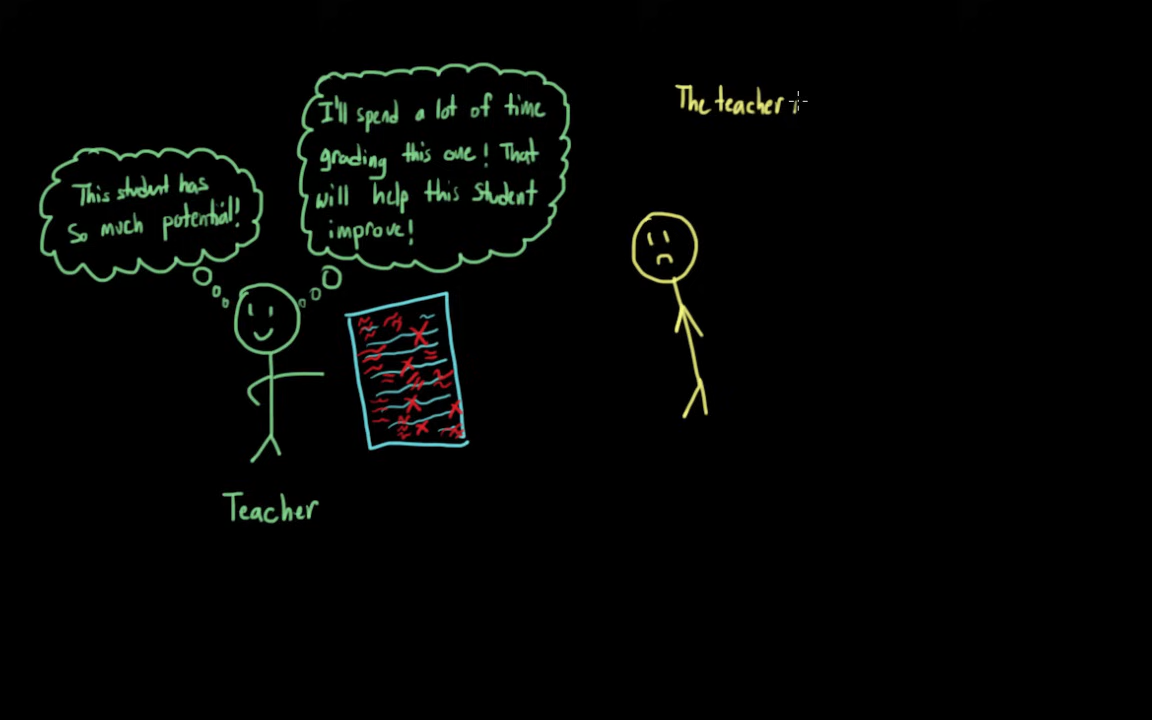 This student has
So much potential!
I'll spend a lot of time
grading this one! That
will help this Student
improve!
The teacher
Teacher